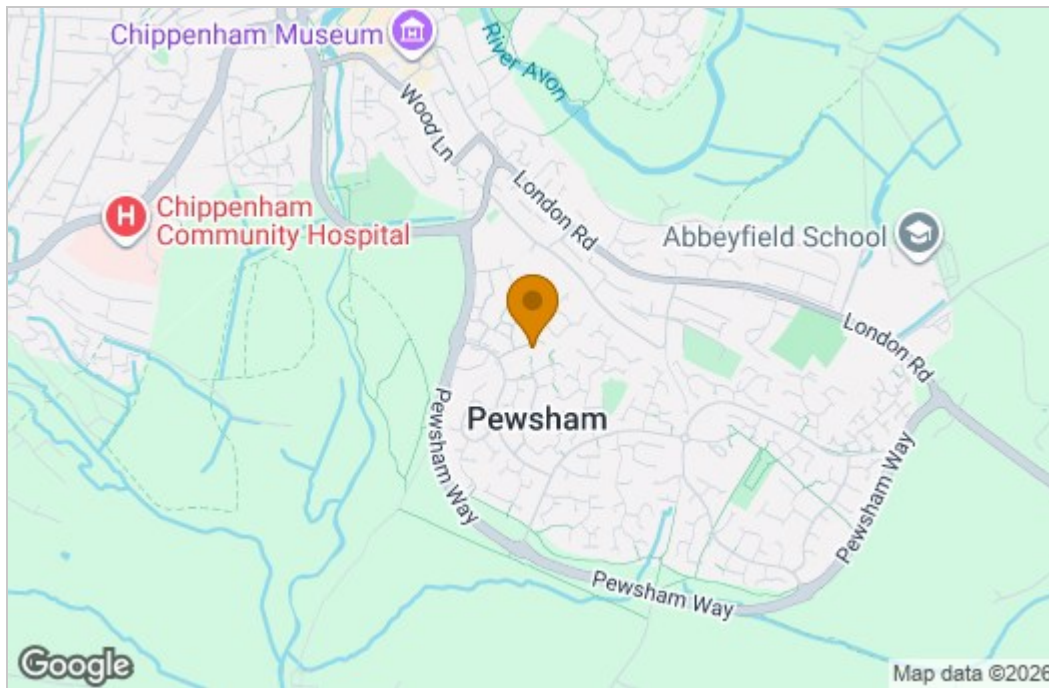 Chippenham Museum
River Avon
Wood Ln
London Rd
Chippenham
Community Hospital
Abbeyfield School
London Rd
Pewsham
Pewsham Way
Pewsham Way
Pewsham Way
Google
Map data ©2026